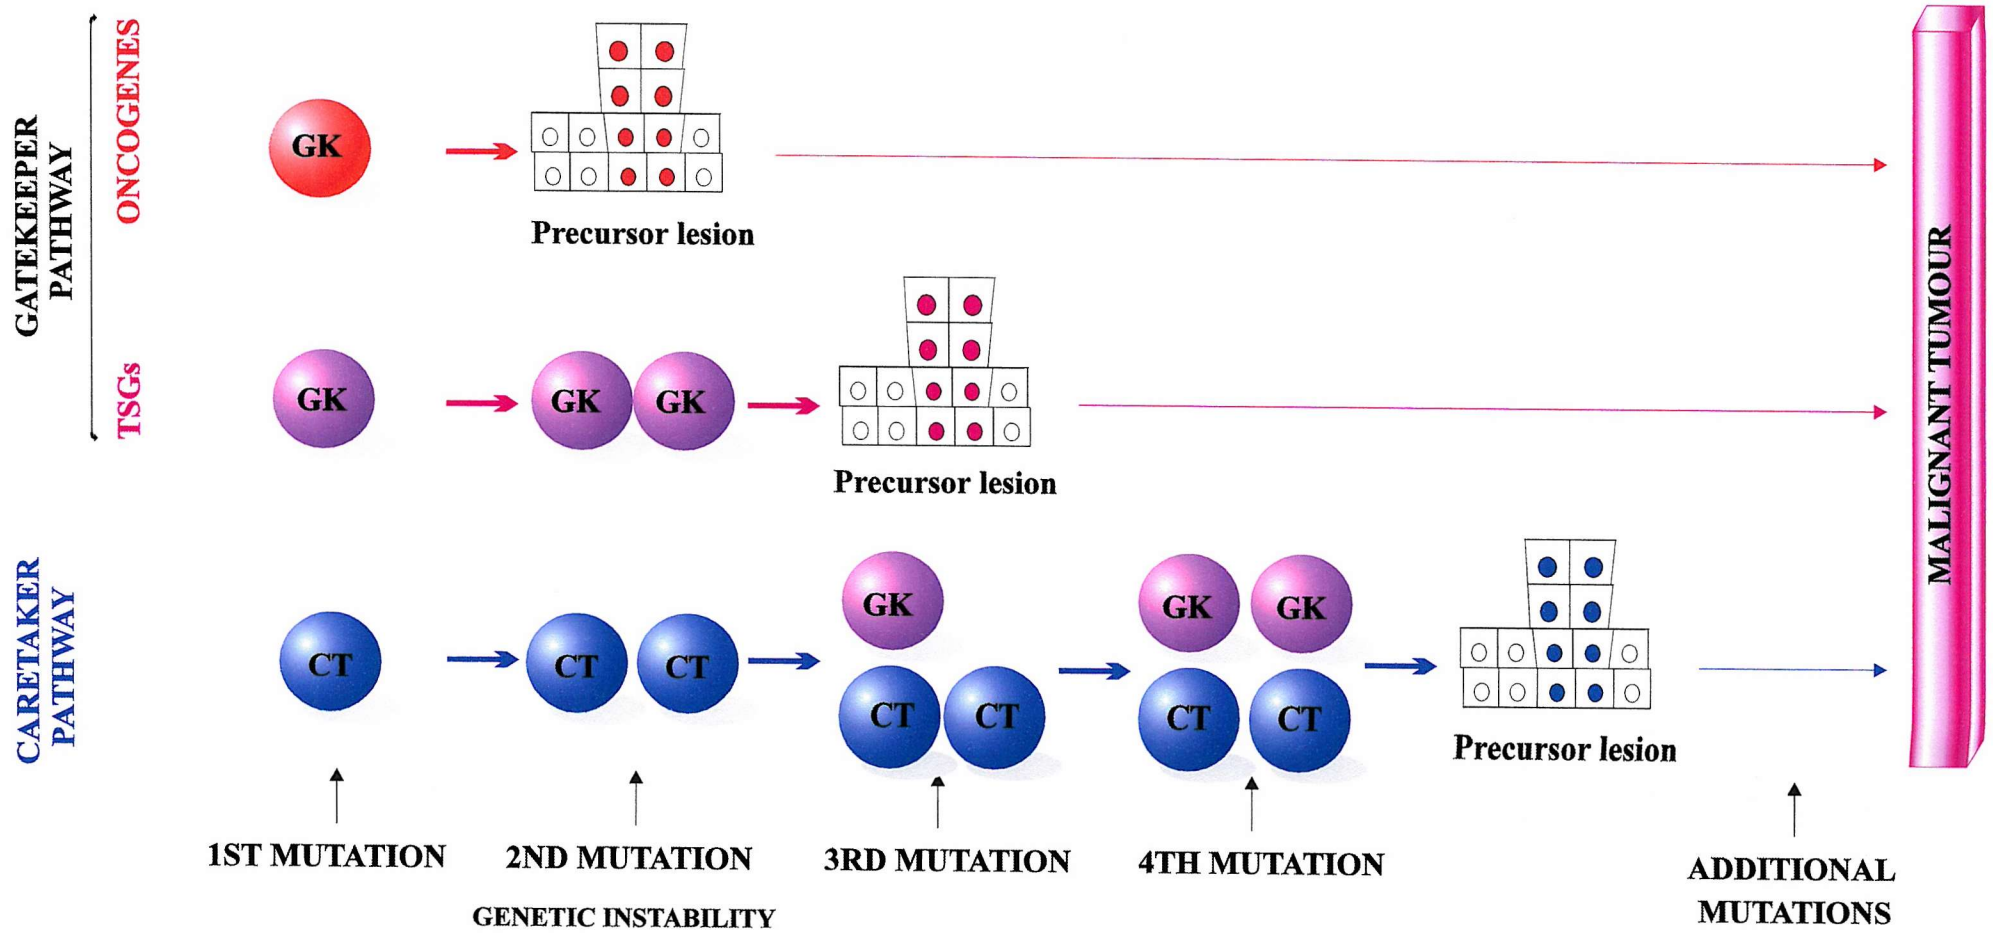 GATEKEEPER
PATHWAY
ONCOGENES
GK
Precursor lesion
TSGs
GK
GK
GK
Precursor lesion
CARETAKER
PATHWAY
CT
CT
CT
GK
CT
CT
GK
GK
CT
CT
Precursor lesion
MALIGNANT TUMOUR
1ST MUTATION
2ND MUTATION
GENETIC INSTABILITY
3RD MUTATION
4TH MUTATION
ADDITIONAL
MUTATIONS